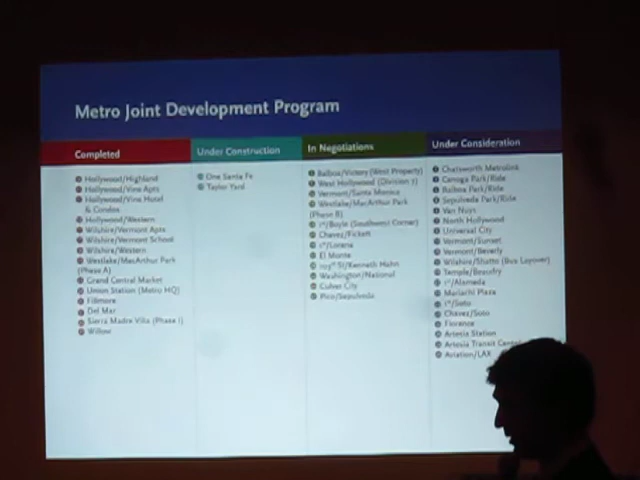 Metro Joint Development Program
Completed
Hollywood/Highland
Hollywood/Vine Apts
Hollywood/Vine Hotel
& Condos
Hollywood/Western
Wilshire/Vermont Apts
Wilshire/Vermont School
Wilshire/Western
Westlake/MacArthur Park
(Phase A)
Grand Central Market
Union Station (Metro HQ)
Fillmore
Del Mar
Sierra Madre Villa (Phase I)
Willow
Under Construction
One Santa Fe
Taylor Yard
In Negotiations
Balboa/Victory (West Property)
West Hollywood (Division 7)
Vermont/Santa Monica
Westlake/MacArthur Park
(Phase B)
1st/Boyle (Southwest Corner)
Chavez/Fickett
1st/Lorena
El Monte
103rd St/Kenneth Hahn
Washington/National
Culver City
Pico/Sepulveda
Under Consideration
Chatsworth Metrolink
Canoga Park/Ride
Balboa Park/Ride
Sepulveda Park/Ride
Van Nuys
North Hollywood
Universal City
Vermont/Sunset
Vermont/Beverly
Wilshire/Shatto (Bus Layover)
Temple/Beaudry
1st/Alameda
Mariachi Plaza
1st/Soto
Chavez/Soto
Florence
Artesia Station
Artesia Transit Center
Aviation/LAX